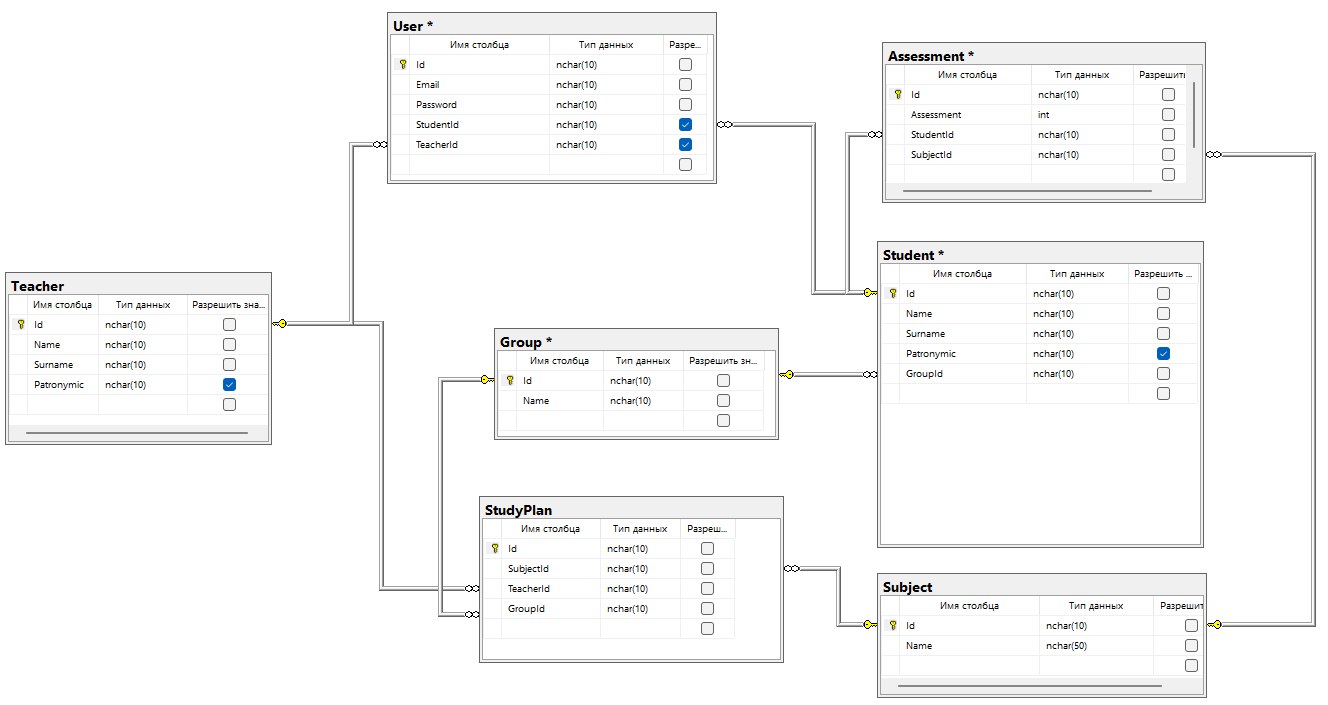 User *
Имя столбца Тип данных Разре...
Id nchar(10)
Email nchar(10)
Password nchar(10)
StudentId nchar(10)
TeacherId nchar(10)
Assessment *
Имя столбца Тип данных Разрешить
Id nchar(10)
Assessment int
StudentId nchar(10)
SubjectId nchar(10)
Teacher
Имя столбца Тип данных Разрешить зна...
Id nchar(10)
Name nchar(10)
Surname nchar(10)
Patronymic nchar(10)
Group *
Имя столбца Тип данных Разрешить зн...
Id nchar(10)
Name nchar(10)
Student *
Имя столбца Тип данных Разрешить ...
Id nchar(10)
Name nchar(10)
Surname nchar(10)
Patronymic nchar(10)
GroupId nchar(10)
StudyPlan
Имя столбца Тип данных Разреш...
Id nchar(10)
SubjectId nchar(10)
TeacherId nchar(10)
GroupId nchar(10)
Subject
Имя столбца Тип данных Разрешит
Id nchar(10)
Name nchar(50)